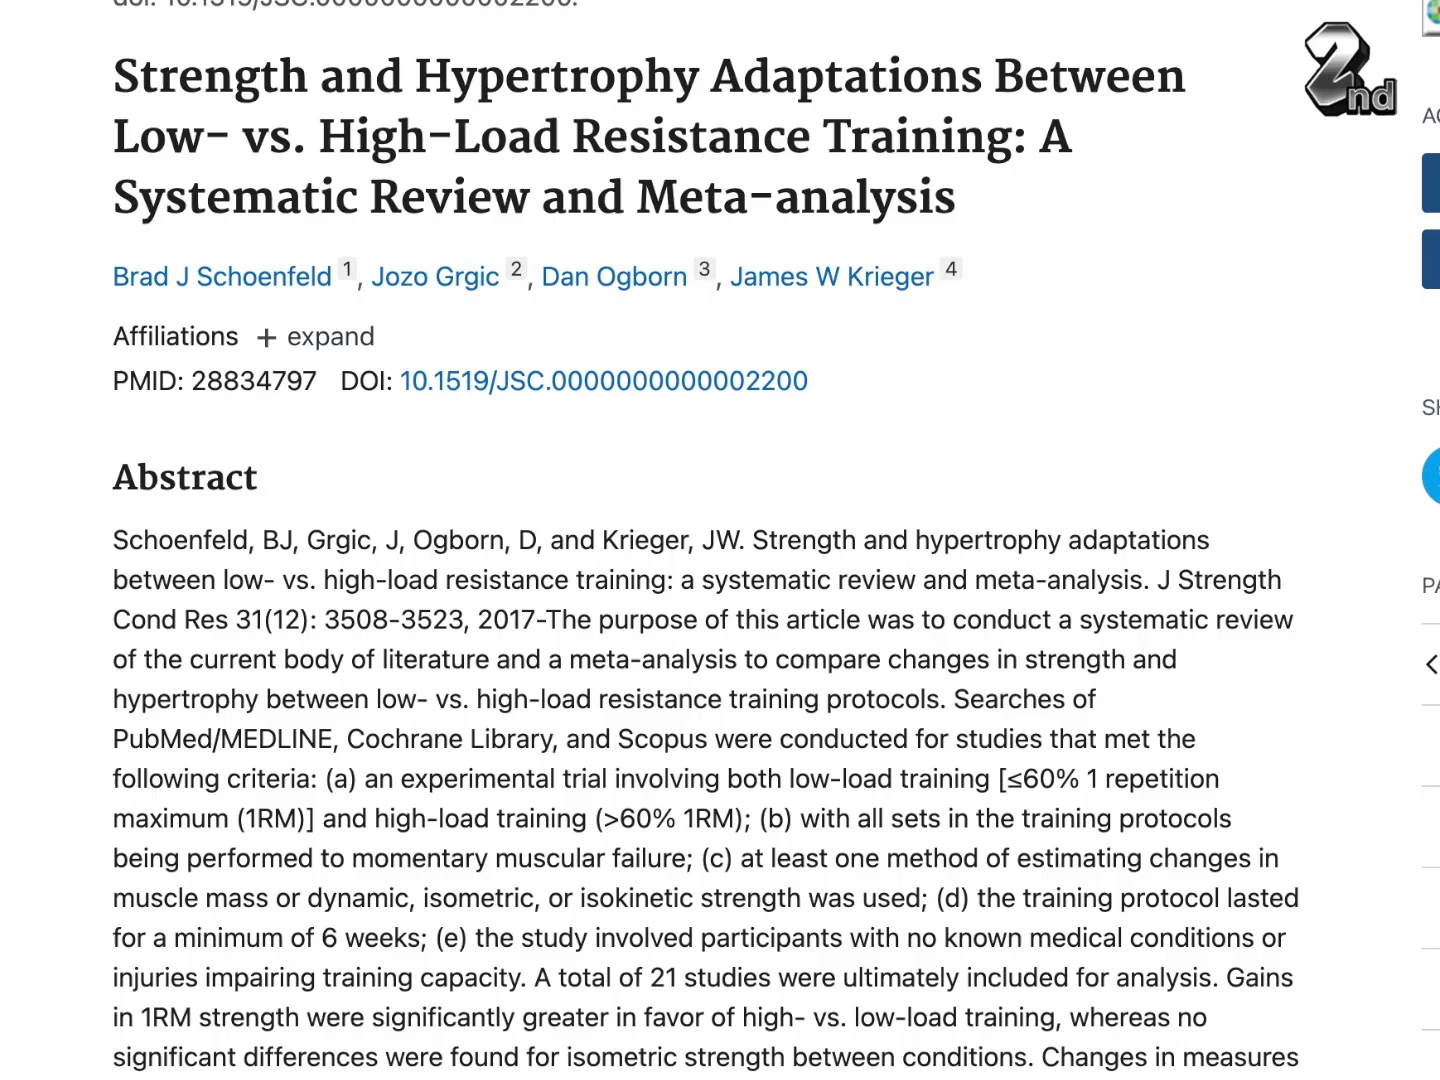 doi: 10.1519/JSC.0000000000002200.
Strength and Hypertrophy Adaptations Between
Low- vs. High-Load Resistance Training: A
Systematic Review and Meta-analysis
2nd
Brad J Schoenfeld 1, Jozo Grgic 2, Dan Ogborn 3, James W Krieger 4
Affiliations + expand
PMID: 28834797 DOI: 10.1519/JSC.0000000000002200
Abstract
Schoenfeld, BJ, Grgic, J, Ogborn, D, and Krieger, JW. Strength and hypertrophy adaptations
between low- vs. high-load resistance training: a systematic review and meta-analysis. J Strength
Cond Res 31(12): 3508-3523, 2017-The purpose of this article was to conduct a systematic review
of the current body of literature and a meta-analysis to compare changes in strength and
hypertrophy between low- vs. high-load resistance training protocols. Searches of
PubMed/MEDLINE, Cochrane Library, and Scopus were conducted for studies that met the
following criteria: (a) an experimental trial involving both low-load training [≤60% 1 repetition
maximum (1RM)] and high-load training (>60% 1RM); (b) with all sets in the training protocols
being performed to momentary muscular failure; (c) at least one method of estimating changes in
muscle mass or dynamic, isometric, or isokinetic strength was used; (d) the training protocol lasted
for a minimum of 6 weeks; (e) the study involved participants with no known medical conditions or
injuries impairing training capacity. A total of 21 studies were ultimately included for analysis. Gains
in 1RM strength were significantly greater in favor of high- vs. low-load training, whereas no
significant differences were found for isometric strength between conditions. Changes in measures